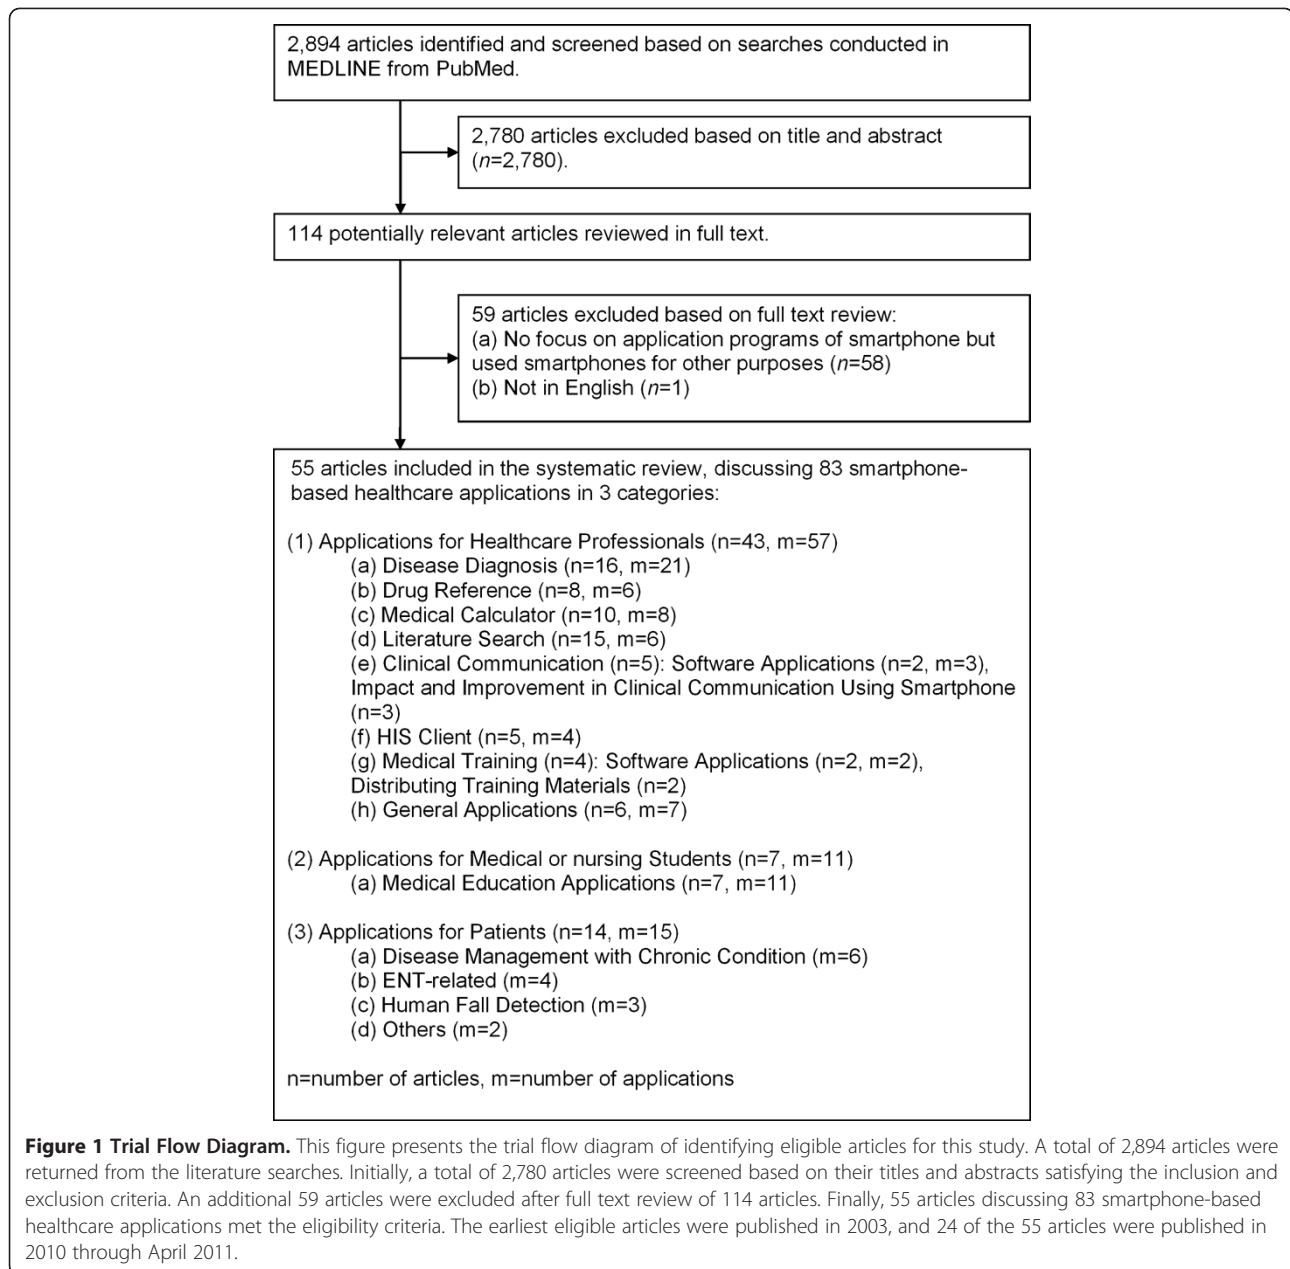 2,894 articles identified and screened based on searches conducted in
MEDLINE from PubMed.
2,780 articles excluded based on title and abstract
(n=2,780).
114 potentially relevant articles reviewed in full text.
59 articles excluded based on full text review:
(a) No focus on application programs of smartphone but
used smartphones for other purposes (n=58)
(b) Not in English (n=1)
55 articles included in the systematic review, discussing 83 smartphone-
based healthcare applications in 3 categories:
(1) Applications for Healthcare Professionals (n=43, m=57)
(a) Disease Diagnosis (n=16, m=21)
(b) Drug Reference (n=8, m=6)
(c) Medical Calculator (n=10, m=8)
(d) Literature Search (n=15, m=6)
(e) Clinical Communication (n=5): Software Applications (n=2, m=3),
Impact and Improvement in Clinical Communication Using Smartphone
(n=3)
(f) HIS Client (n=5, m=4)
(g) Medical Training (n=4): Software Applications (n=2, m=2),
Distributing Training Materials (n=2)
(h) General Applications (n=6, m=7)
(2) Applications for Medical or nursing Students (n=7, m=11)
(a) Medical Education Applications (n=7, m=11)
(3) Applications for Patients (n=14, m=15)
(a) Disease Management with Chronic Condition (m=6)
(b) ENT-related (m=4)
(c) Human Fall Detection (m=3)
(d) Others (m=2)
n=number of articles, m=number of applications
Figure 1 Trial Flow Diagram. This figure presents the trial flow diagram of identifying eligible articles for this study. A total of 2,894 articles were
returned from the literature searches. Initially, a total of 2,780 articles were screened based on their titles and abstracts satisfying the inclusion and
exclusion criteria. An additional 59 articles were excluded after full text review of 114 articles. Finally, 55 articles discussing 83 smartphone-based
healthcare applications met the eligibility criteria. The earliest eligible articles were published in 2003, and 24 of the 55 articles were published in
2010 through April 2011.